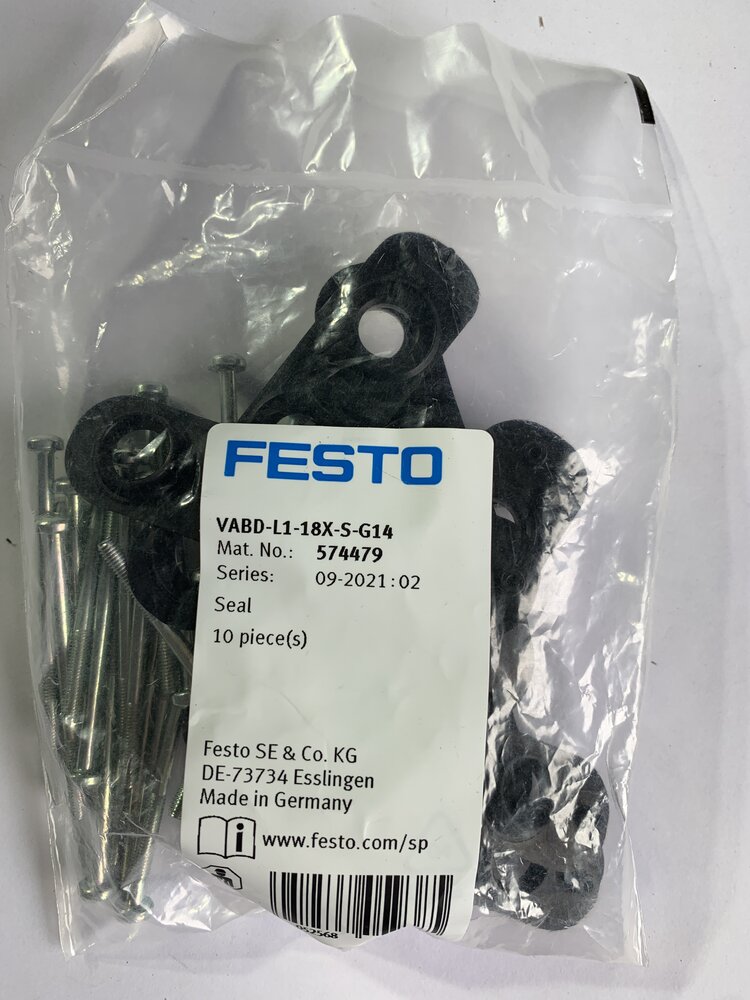 FESTO
VABD-L1-18X-S-G14
Mat. No.: 574479
Series: 09-2021:02
Seal
10 piece(s)
Festo SE & Co. KG
DE-73734 Esslingen
Made in Germany
www.festo.com/sp